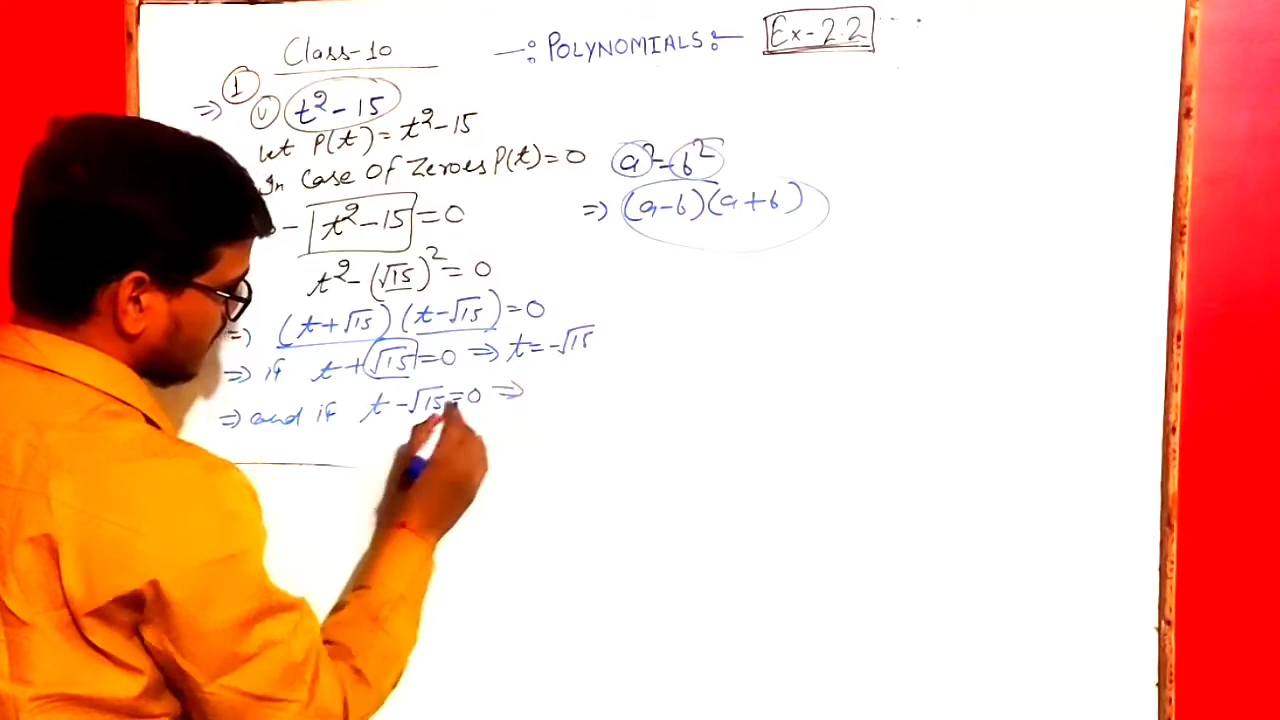 Class-10 —: POLYNOMIALS :— Ex-2.2
⇒ 1 (v) t² - 15
Let P(t) = t² - 15
In Case Of Zeroes P(t) = 0
a² - b²
⇒ (a-b)(a+b)
- t² - 15 = 0
t² - (√15)² = 0
⇒ (t+√15) (t-√15) = 0
⇒ if t+√15 = 0 ⇒ t = -√15
⇒ and if t-√15 = 0 ⇒